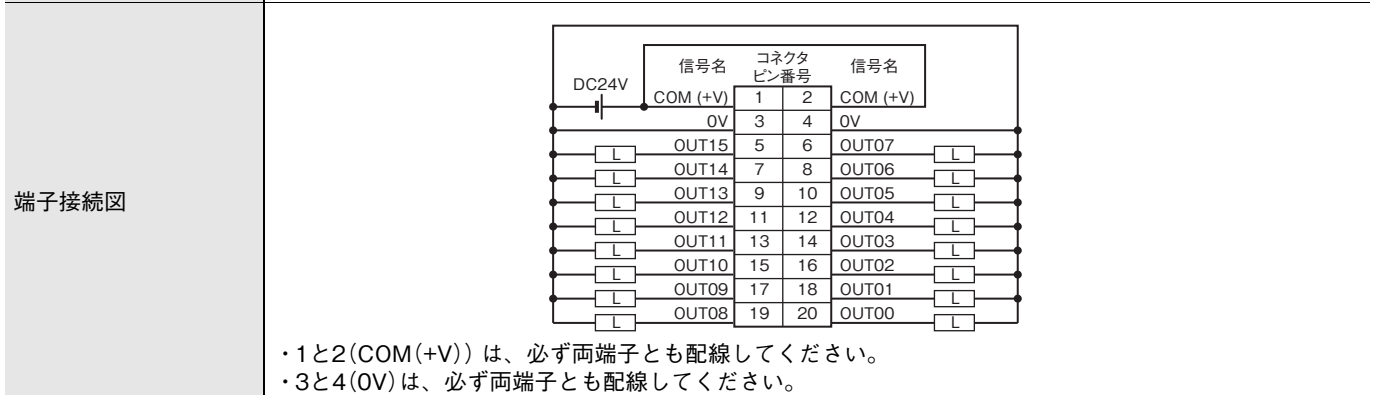 端子接続図
DC24V
信号名 コネクタ 信号名
ピン番号
COM (+V) 1 2 COM (+V)
0V 3 4 0V
L OUT15 5 6 OUT07 L
L OUT14 7 8 OUT06 L
L OUT13 9 10 OUT05 L
L OUT12 11 12 OUT04 L
L OUT11 13 14 OUT03 L
L OUT10 15 16 OUT02 L
L OUT09 17 18 OUT01 L
L OUT08 19 20 OUT00 L
・1と2(COM(+V)) は、必ず両端子とも配線してください。
・3と4(0V)は、必ず両端子とも配線してください。